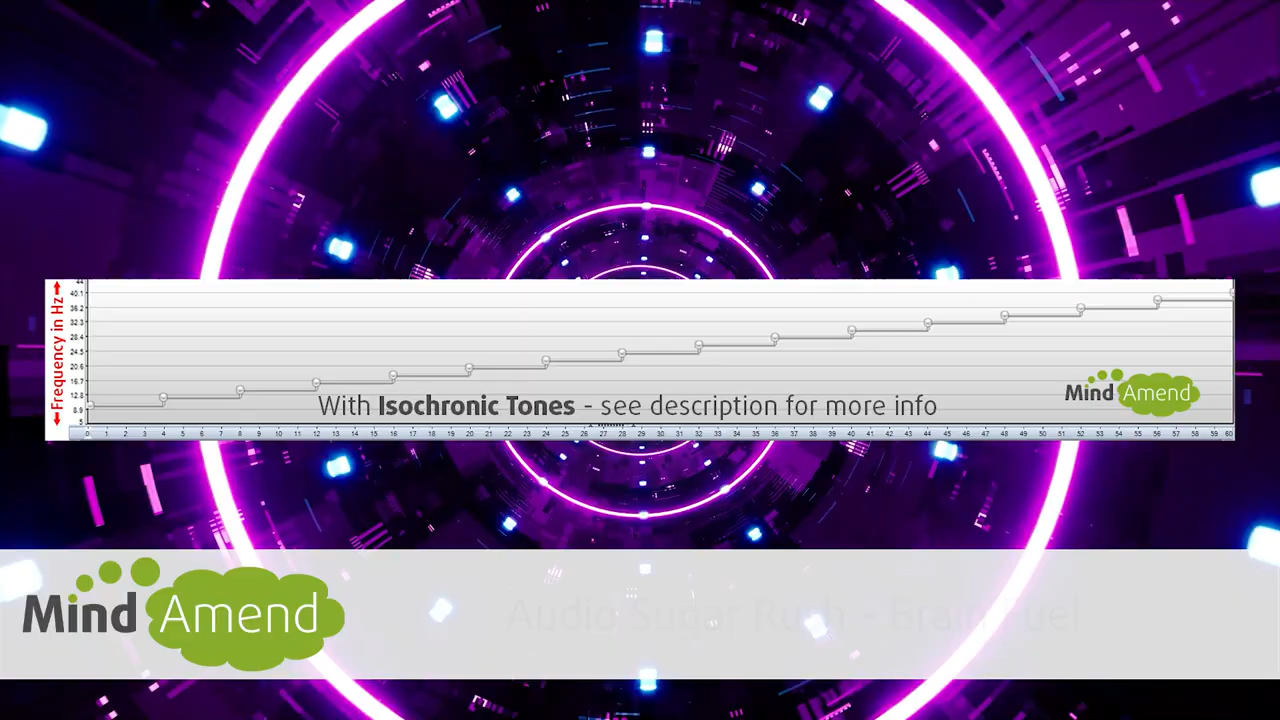 Frequency in Hz
44
40.1
36.2
32.3
28.4
24.5
20.6
16.7
12.8
8.9
5
With Isochronic Tones - see description for more info
Mind Amend
0 1 2 3 4 5 6 7 8 9 10 11 12 13 14 15 16 17 18 19 20 21 22 23 24 25 26 27 28 29 30 31 32 33 34 35 36 37 38 39 40 41 42 43 44 45 46 47 48 49 50 51 52 53 54 55 56 57 58 59 60
Mind Amend
Audio Sugar Rush - Brain Fuel